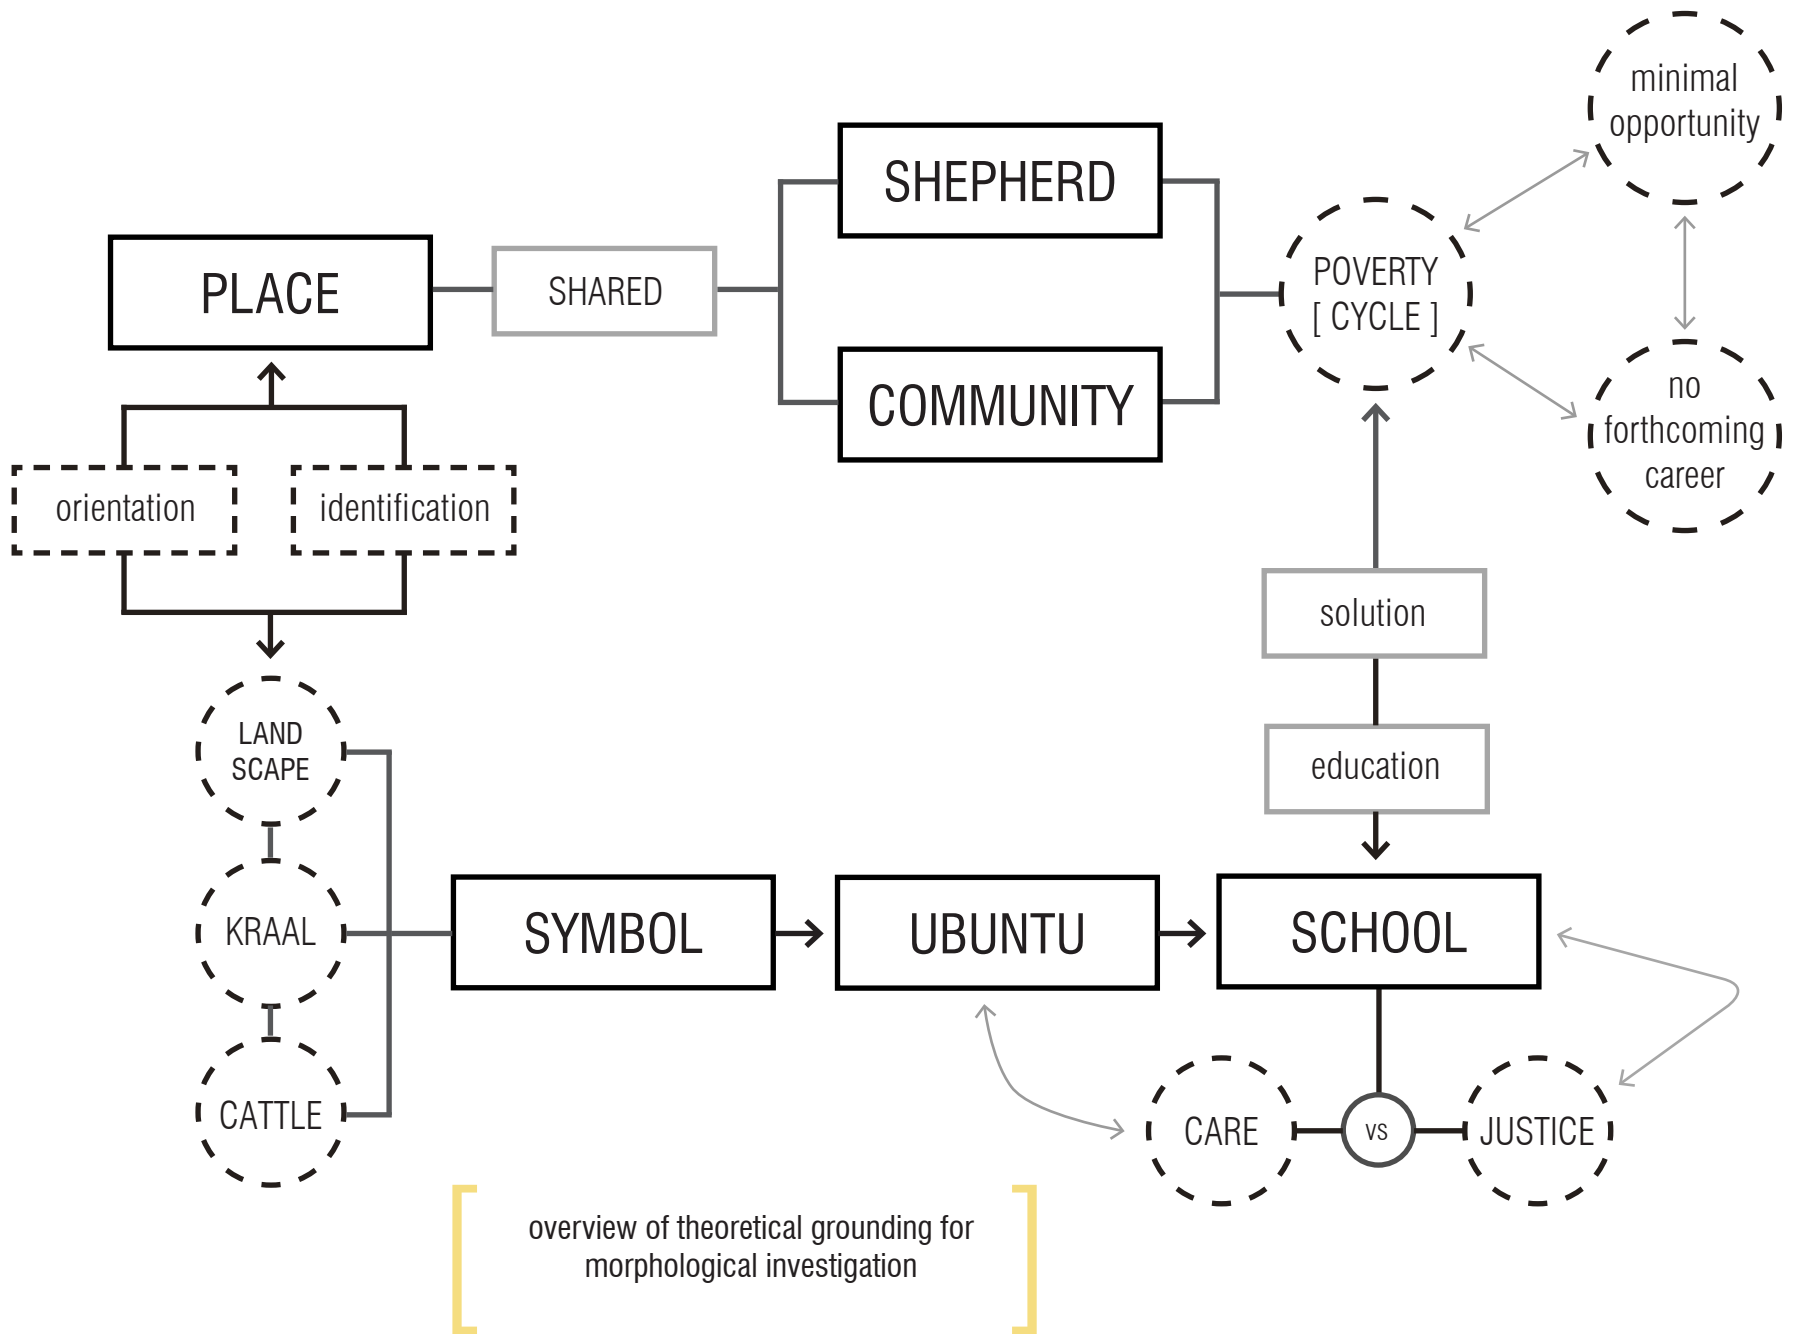 minimal
opportunity
SHEPHERD
PLACE
SHARED
POVERTY
[ CYCLE ]
COMMUNITY
no
forthcoming
career
orientation
identification
solution
LAND
SCAPE
education
KRAAL
SYMBOL
UBUNTU
SCHOOL
CATTLE
CARE
vs
JUSTICE
overview of theoretical grounding for
morphological investigation